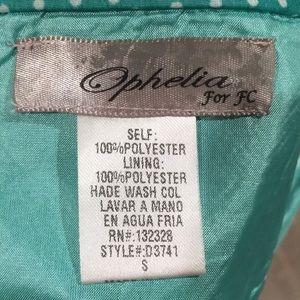 Ophelia
For FC
SELF:
100%POLYESTER
LINING:
100%POLYESTER
HADE WASH COL
LAVAR A MANO
EN AGUA FRIA
RN#:132328
STYLE#:D3741
S